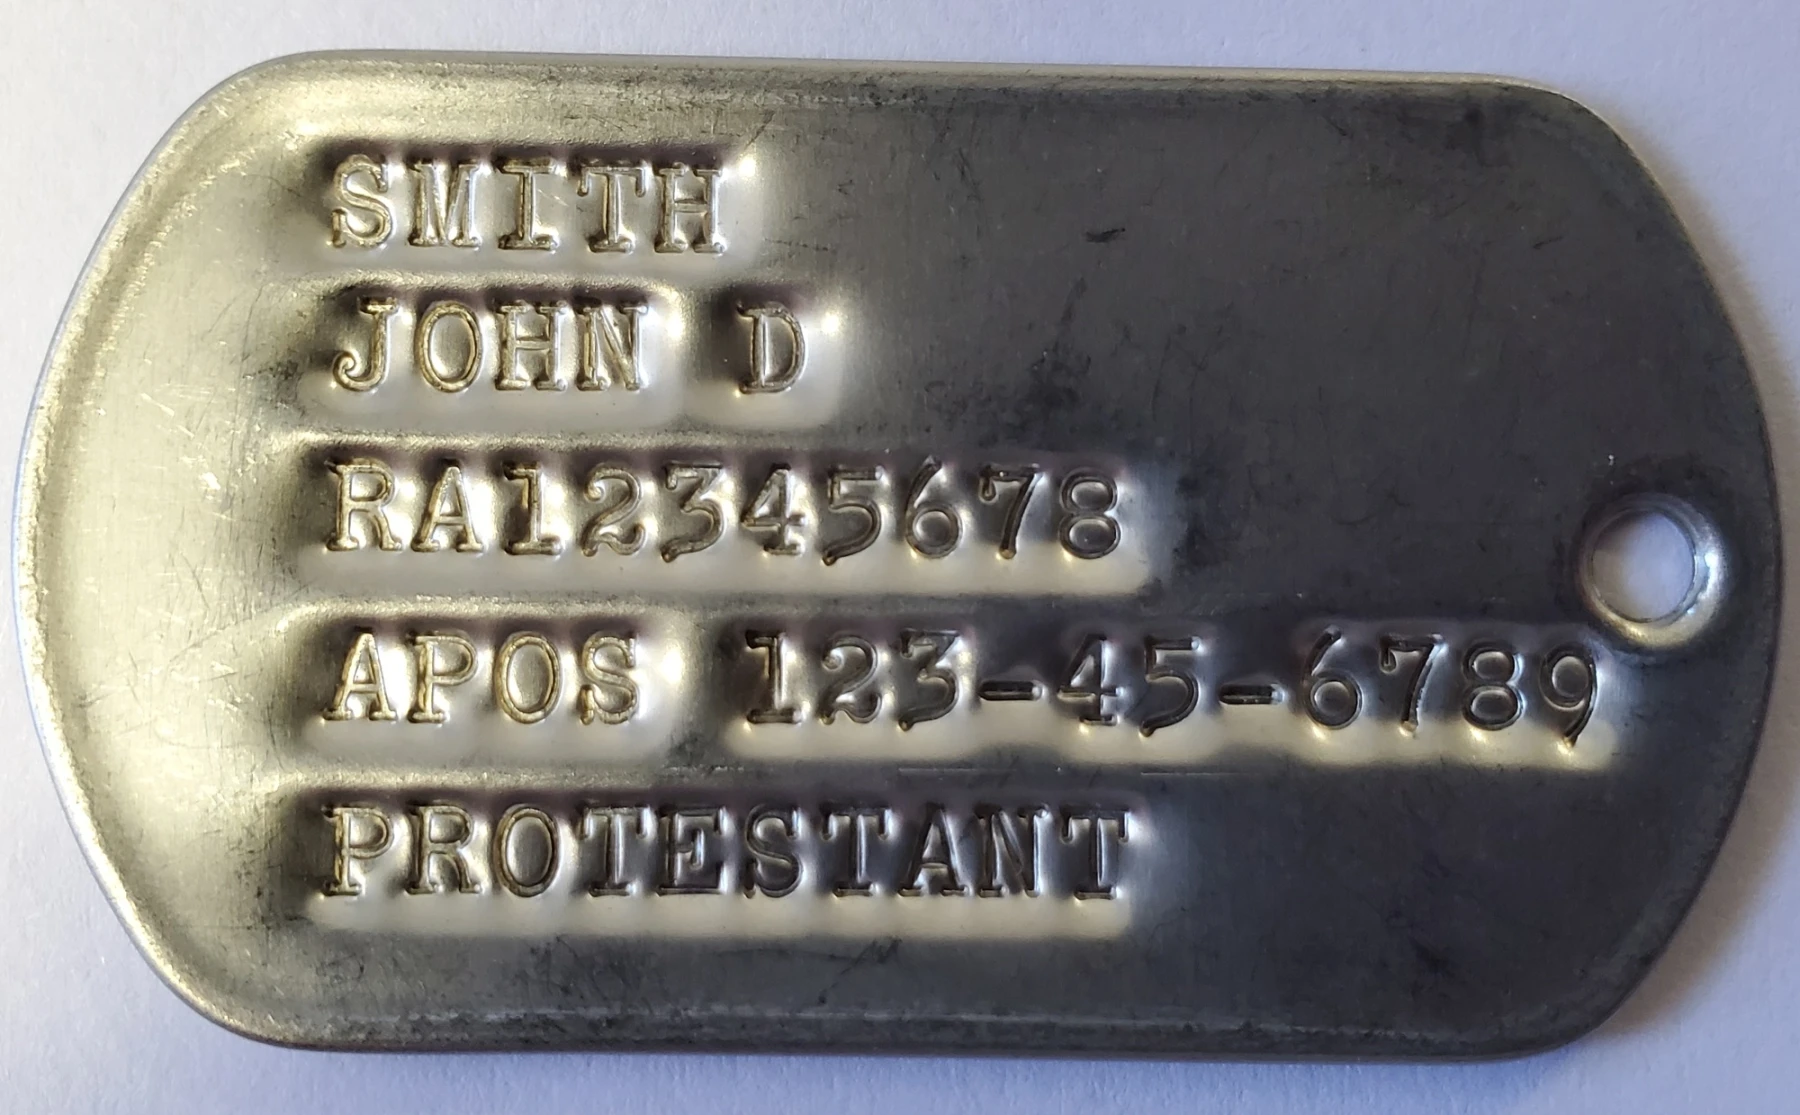 SMITH
JOHN D
RA12345678
APOS 123-45-6789
PROTESTANT